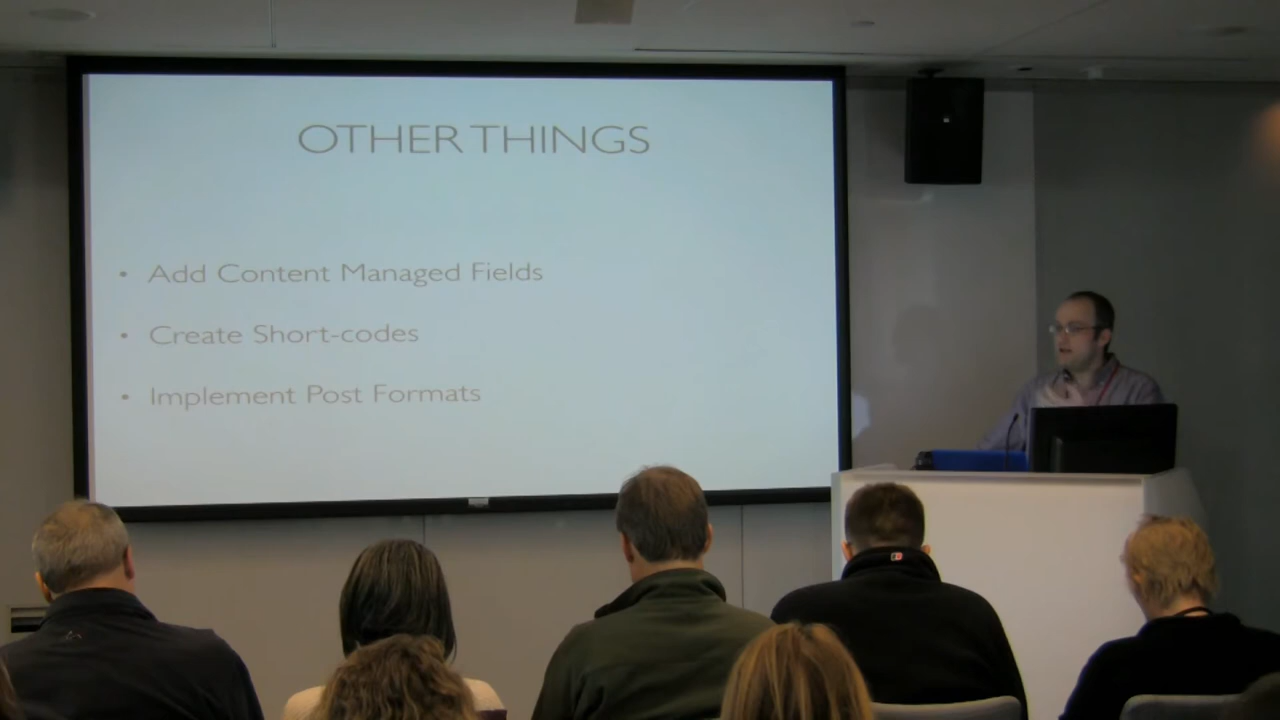 OTHER THINGS
• Add Content Managed Fields
• Create Short-codes
• Implement Post Formats